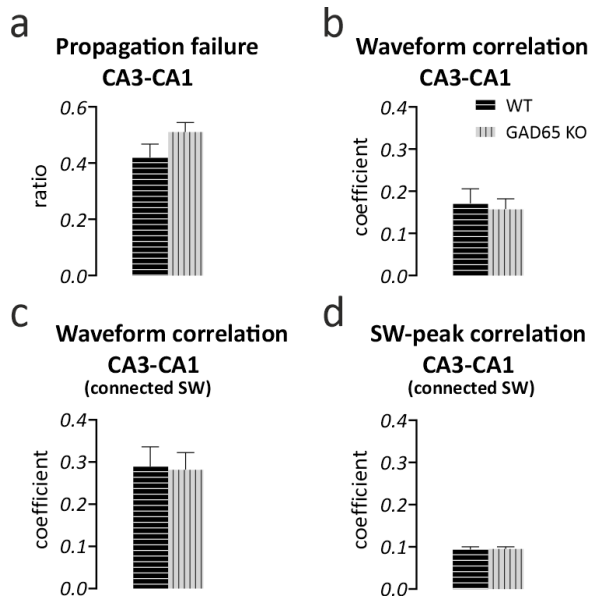 a
Propagation failure
CA3-CA1
0.6
0.4
0.2
0.0
ratio
b
Waveform correlation
CA3-CA1
WT
GAD65 KO
0.4
0.3
0.2
0.1
0.0
coefficient
c
Waveform correlation
CA3-CA1
(connected SW)
0.4
0.3
0.2
0.1
0.0
coefficient
d
SW-peak correlation
CA3-CA1
(connected SW)
0.4
0.3
0.2
0.1
0.0
coefficient